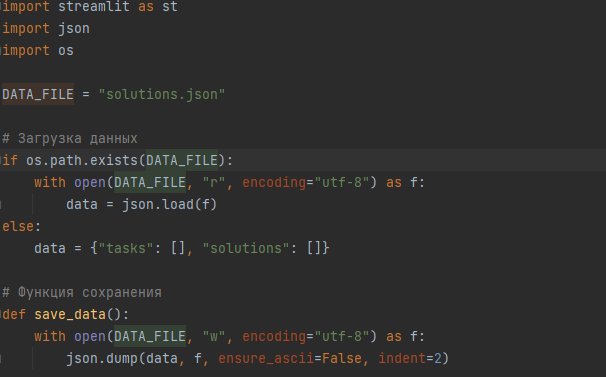 import streamlit as st
import json
import os
DATA_FILE = "solutions.json"
# Загрузка данных
if os.path.exists(DATA_FILE):
    with open(DATA_FILE, "r", encoding="utf-8") as f:
        data = json.load(f)
else:
    data = {"tasks": [], "solutions": []}
# Функция сохранения
def save_data():
    with open(DATA_FILE, "w", encoding="utf-8") as f:
        json.dump(data, f, ensure_ascii=False, indent=2)